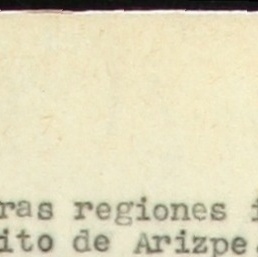 ras regiones
ito de Arizpe